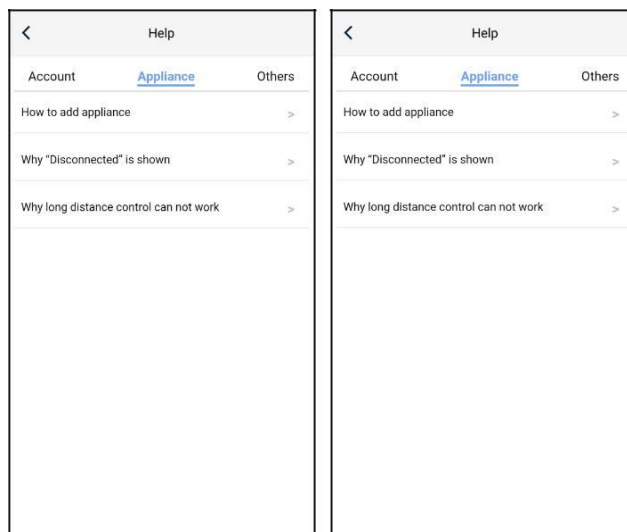 Help
Account Appliance Others
How to add appliance >
Why "Disconnected" is shown >
Why long distance control can not work >
Help
Account Appliance Others
How to add appliance >
Why "Disconnected" is shown >
Why long distance control can not work >